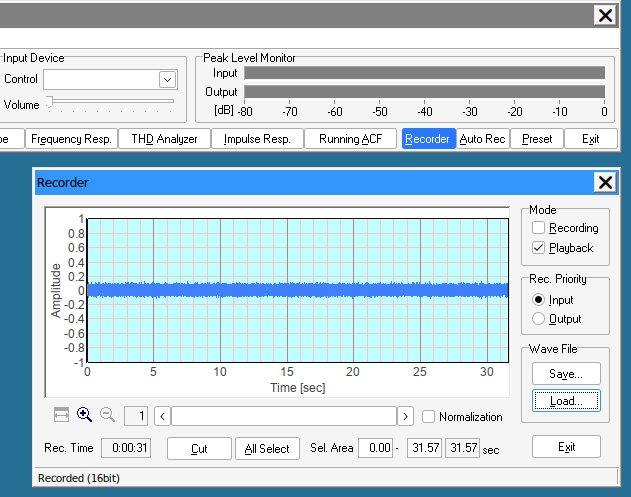 Input Device
Peak Level Monitor
Control
Input
Output
Volume
[dB] -80 -70 -60 -50 -40 -30 -20 -10 0
pe Frequency Resp. THD Analyzer Impulse Resp. Running ACF Recorder Auto Rec Preset Exit
Recorder
Mode
Recording
Playback
Rec. Priority
Input
Output
Wave File
Save...
Load...
1
0.8
0.6
0.4
0.2
0
-0.2
-0.4
-0.6
-0.8
-1
Amplitude
0 5 10 15 20 25 30
Time [sec]
1 Normalization
Rec. Time 0:00:31 Cut All Select Sel. Area 0.00 - 31.57 31.57 sec Exit
Recorded (16bit)